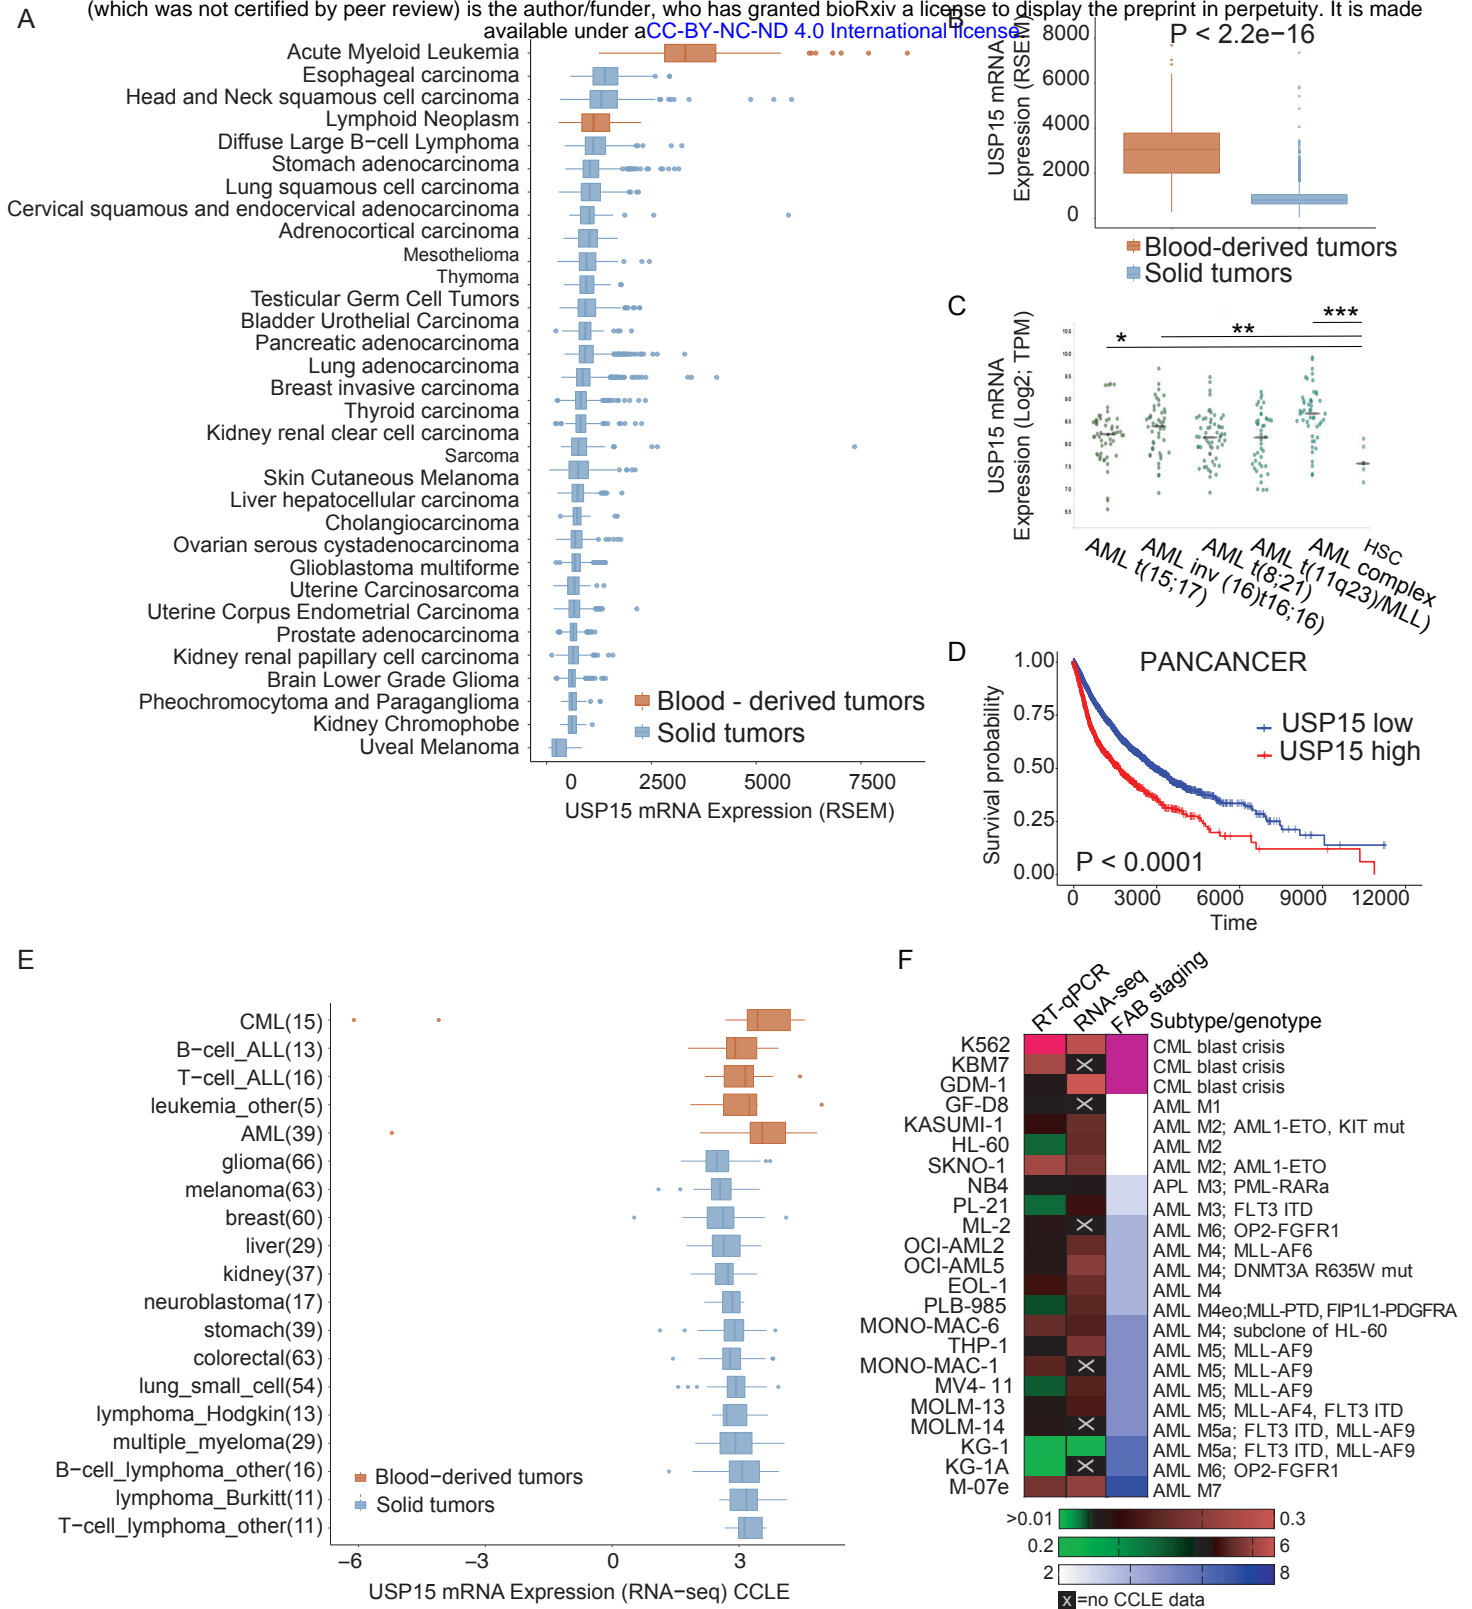 (which was not certified by peer review) is the author/funder, who has granted bioRxiv a license to display the preprint in perpetuity. It is made
available under aCC-BY-NC-ND 4.0 International license.
A
Acute Myeloid Leukemia
Esophageal carcinoma
Head and Neck squamous cell carcinoma
Lymphoid Neoplasm
Diffuse Large B−cell Lymphoma
Stomach adenocarcinoma
Lung squamous cell carcinoma
Cervical squamous and endocervical adenocarcinoma
Adrenocortical carcinoma
Mesothelioma
Thymoma
Testicular Germ Cell Tumors
Bladder Urothelial Carcinoma
Pancreatic adenocarcinoma
Lung adenocarcinoma
Breast invasive carcinoma
Thyroid carcinoma
Kidney renal clear cell carcinoma
Sarcoma
Skin Cutaneous Melanoma
Liver hepatocellular carcinoma
Cholangiocarcinoma
Ovarian serous cystadenocarcinoma
Glioblastoma multiforme
Uterine Carcinosarcoma
Uterine Corpus Endometrial Carcinoma
Prostate adenocarcinoma
Kidney renal papillary cell carcinoma
Brain Lower Grade Glioma
Pheochromocytoma and Paraganglioma
Kidney Chromophobe
Uveal Melanoma
Blood - derived tumors
Solid tumors
0 2500 5000 7500
USP15 mRNA Expression (RSEM)
B
USP15 mRNA
Expression (RSEM)
8000
6000
4000
2000
0
P < 2.2e−16
Blood-derived tumors
Solid tumors
C
USP15 mRNA
Expression (Log2; TPM)
10.5
10.0
9.5
9.0
8.5
8.0
7.5
7.0
6.5
*
**
***
AML t(15;17)
AML inv (16)t16;16)
AML t(8;21)
AML t(11q23)/MLL)
AML complex
HSC
D
PANCANCER
Survival probability
1.00
0.75
0.50
0.25
0.00
USP15 low
USP15 high
P < 0.0001
0 3000 6000 9000 12000
Time
E
CML(15)
B−cell_ALL(13)
T−cell_ALL(16)
leukemia_other(5)
AML(39)
glioma(66)
melanoma(63)
breast(60)
liver(29)
kidney(37)
neuroblastoma(17)
stomach(39)
colorectal(63)
lung_small_cell(54)
lymphoma_Hodgkin(13)
multiple_myeloma(29)
B−cell_lymphoma_other(16)
lymphoma_Burkitt(11)
T−cell_lymphoma_other(11)
Blood−derived tumors
Solid tumors
−6 −3 0 3
USP15 mRNA Expression (RNA−seq) CCLE
F
RT-qPCR RNA-seq FAB staging Subtype/genotype
K562 CML blast crisis
KBM7 X CML blast crisis
GDM-1 CML blast crisis
GF-D8 X AML M1
KASUMI-1 AML M2; AML1-ETO, KIT mut
HL-60 AML M2
SKNO-1 AML M2; AML1-ETO
NB4 APL M3; PML-RARa
PL-21 AML M3; FLT3 ITD
ML-2 X AML M6; OP2-FGFR1
OCI-AML2 AML M4; MLL-AF6
OCI-AML5 AML M4; DNMT3A R635W mut
EOL-1 AML M4
PLB-985 AML M4eo;MLL-PTD, FIP1L1-PDGFRA
MONO-MAC-6 AML M4; subclone of HL-60
THP-1 AML M5; MLL-AF9
MONO-MAC-1 X AML M5; MLL-AF9
MV4- 11 AML M5; MLL-AF9
MOLM-13 AML M5; MLL-AF4, FLT3 ITD
MOLM-14 X AML M5a; FLT3 ITD, MLL-AF9
KG-1 AML M5a; FLT3 ITD, MLL-AF9
KG-1A X AML M6; OP2-FGFR1
M-07e AML M7
>0.01 0.3
0.2 6
2 8
X =no CCLE data